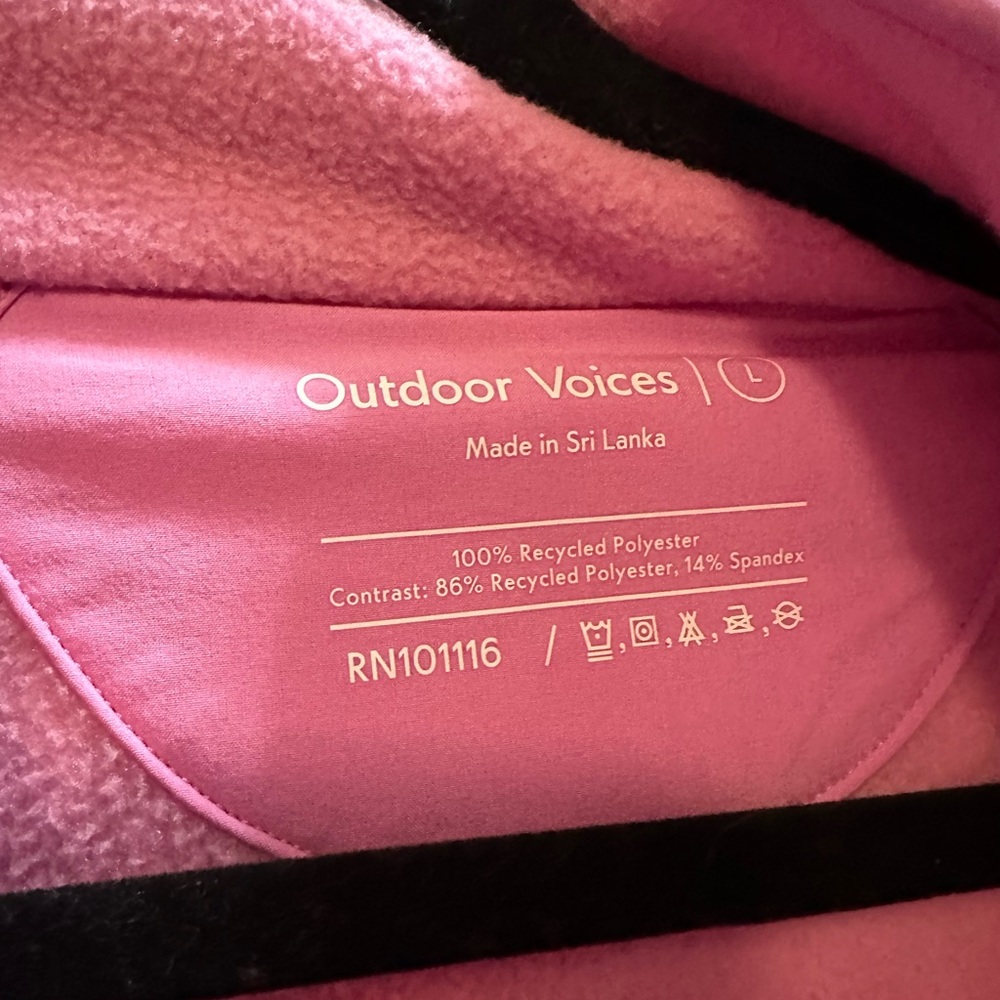 Outdoor Voices | L
Made in Sri Lanka
100% Recycled Polyester
Contrast: 86% Recycled Polyester, 14% Spandex
RN101116 /